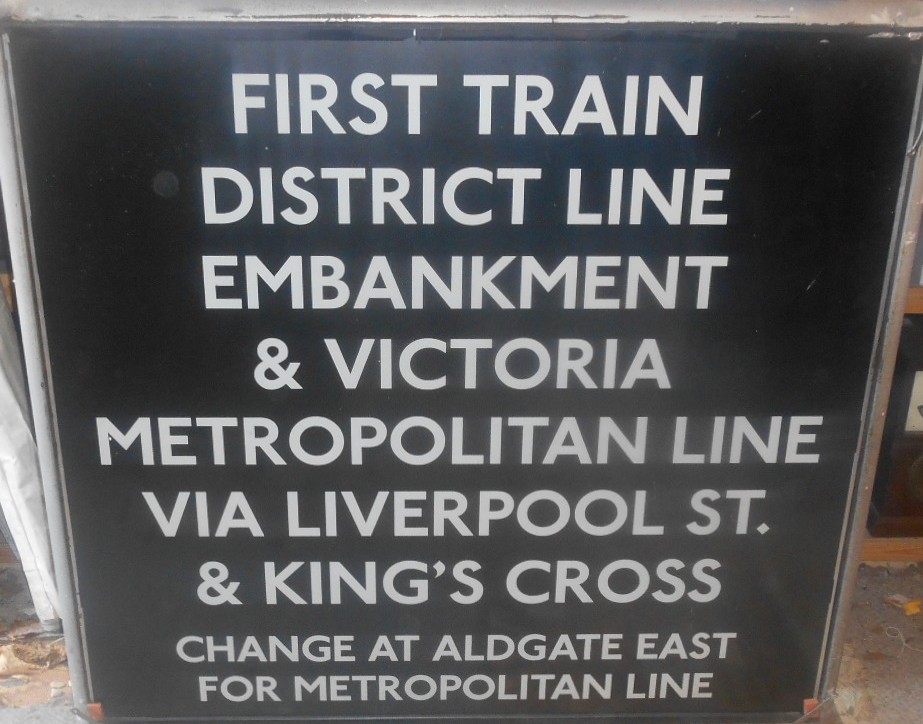 FIRST TRAIN
DISTRICT LINE
EMBANKMENT
& VICTORIA
METROPOLITAN LINE
VIA LIVERPOOL ST.
& KING'S CROSS
CHANGE AT ALDGATE EAST
FOR METROPOLITAN LINE